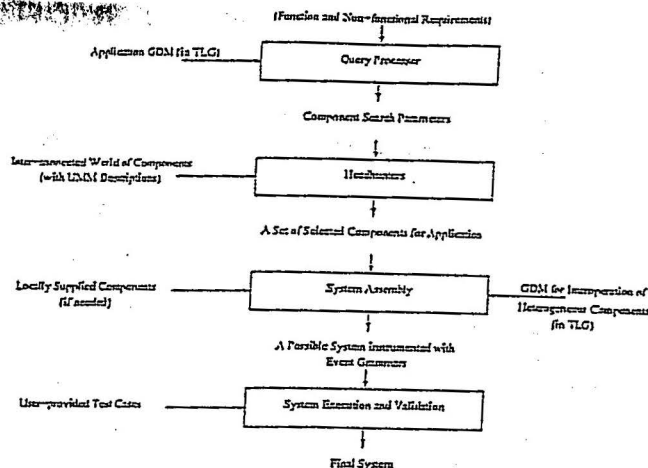 (Function and Non-functional Requirements)
Application GDM (in TLG)
Query Processor
Component Search Parameters
Inter-connected World of Components
(with UMM Descriptions)
Headhunters
A Set of Selected Components for Application
Locally Supplied Components
(if needed)
System Assembly
GDM for Interoperation of
Heterogeneous Components
(in TLG)
A Possible System Instrumented with
Event Grammars
User-provided Test Cases
System Execution and Validation
Final System